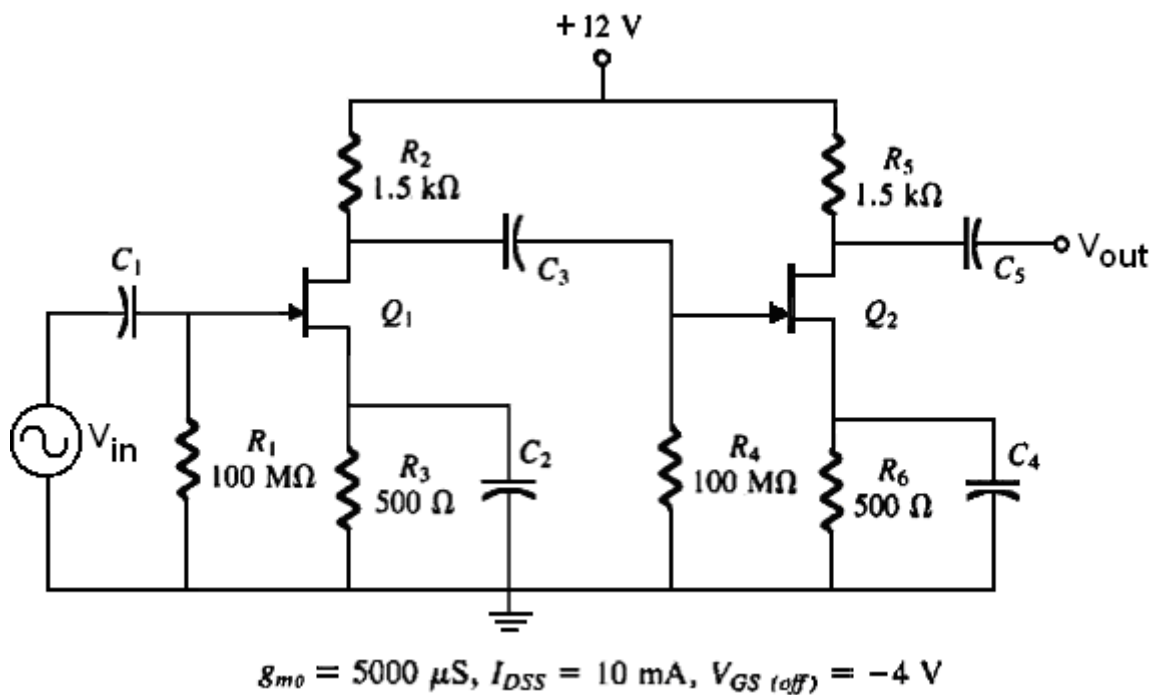 +12 V
R2
1.5 kΩ
R5
1.5 kΩ
C1
C3
C5
Vout
Q1
Q2
Vin
R1
100 MΩ
R3
500 Ω
C2
R4
100 MΩ
R6
500 Ω
C4
gmo = 5000 μS, IDSS = 10 mA, VGS (off) = −4 V